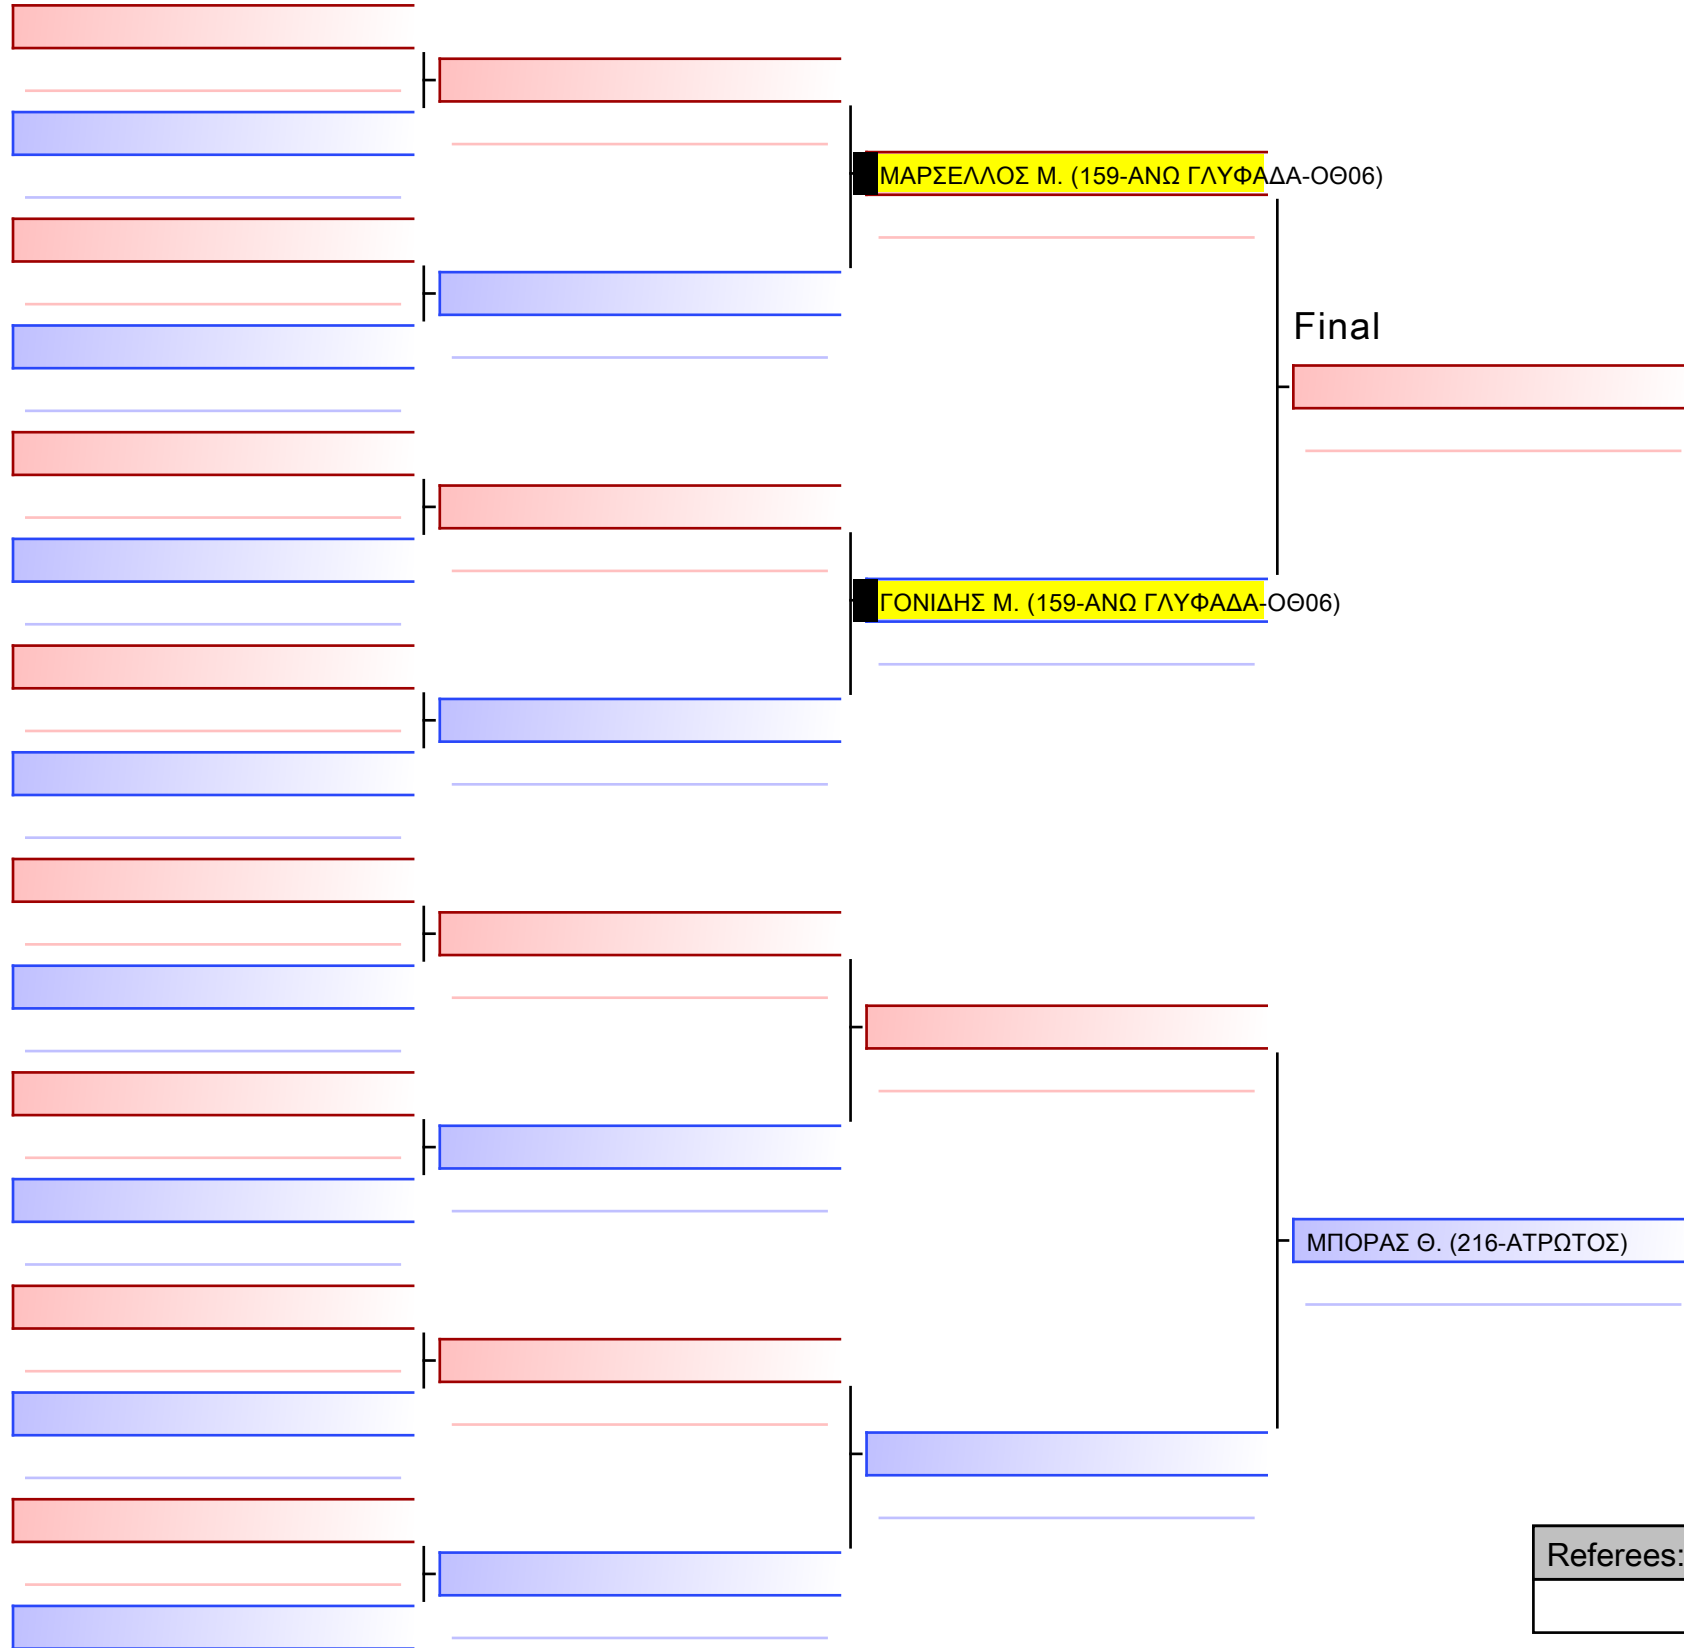 ΜΑΡΣΕΛΛΟΣ Μ. (159-ΑΝΩ ΓΛΥΦΑΔΑ-ΟΘ06)
Final
ΓΟΝΙΔΗΣ Μ. (159-ΑΝΩ ΓΛΥΦΑΔΑ-ΟΘ06)
ΜΠΟΡΑΣ Θ. (216-ΑΤΡΩΤΟΣ)
Referees: